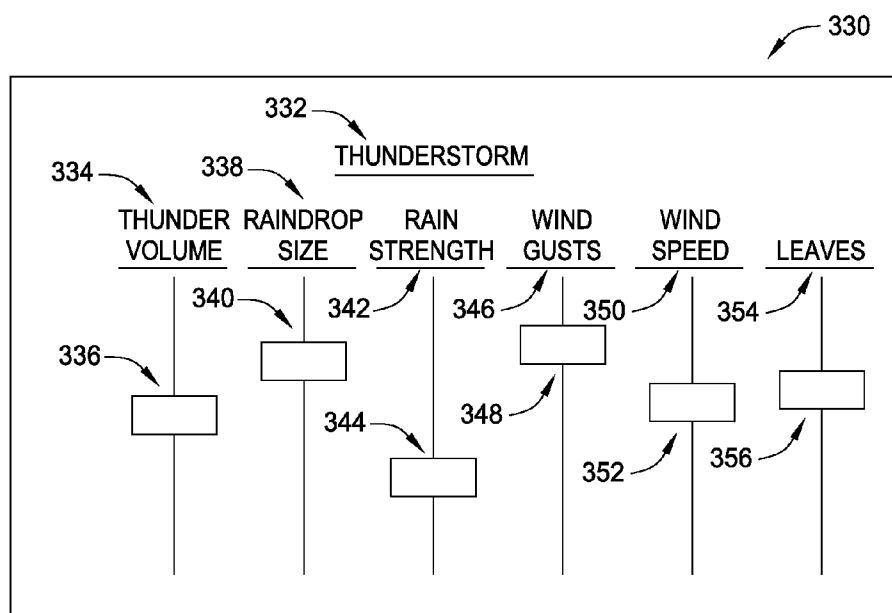 330
332
THUNDERSTORM
334
338
THUNDER VOLUME
RAINDROP SIZE
RAIN STRENGTH
WIND GUSTS
WIND SPEED
LEAVES
340
342
346
350
354
336
344
348
352
356